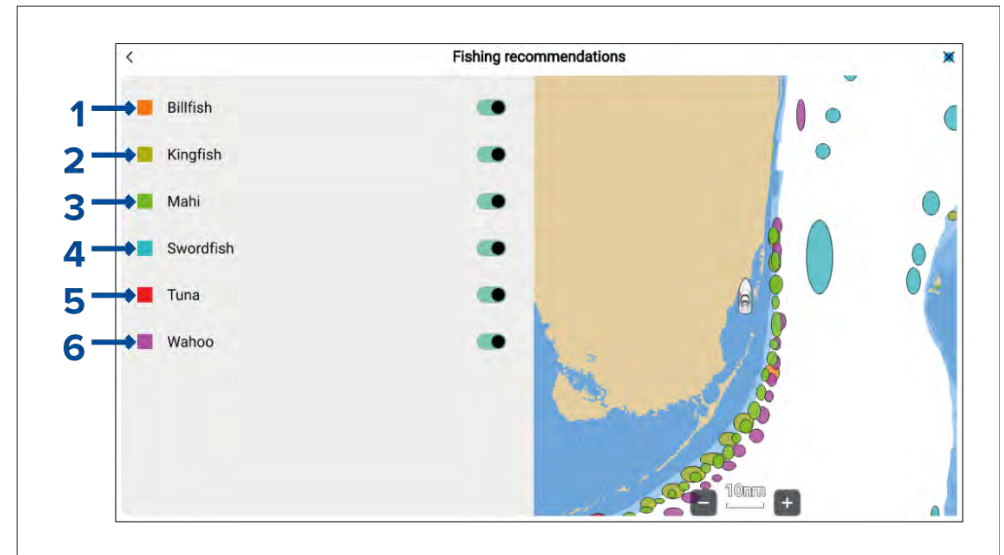 Fishing recommendations
1 Billfish
2 Kingfish
3 Mahi
4 Swordfish
5 Tuna
6 Wahoo
10nm